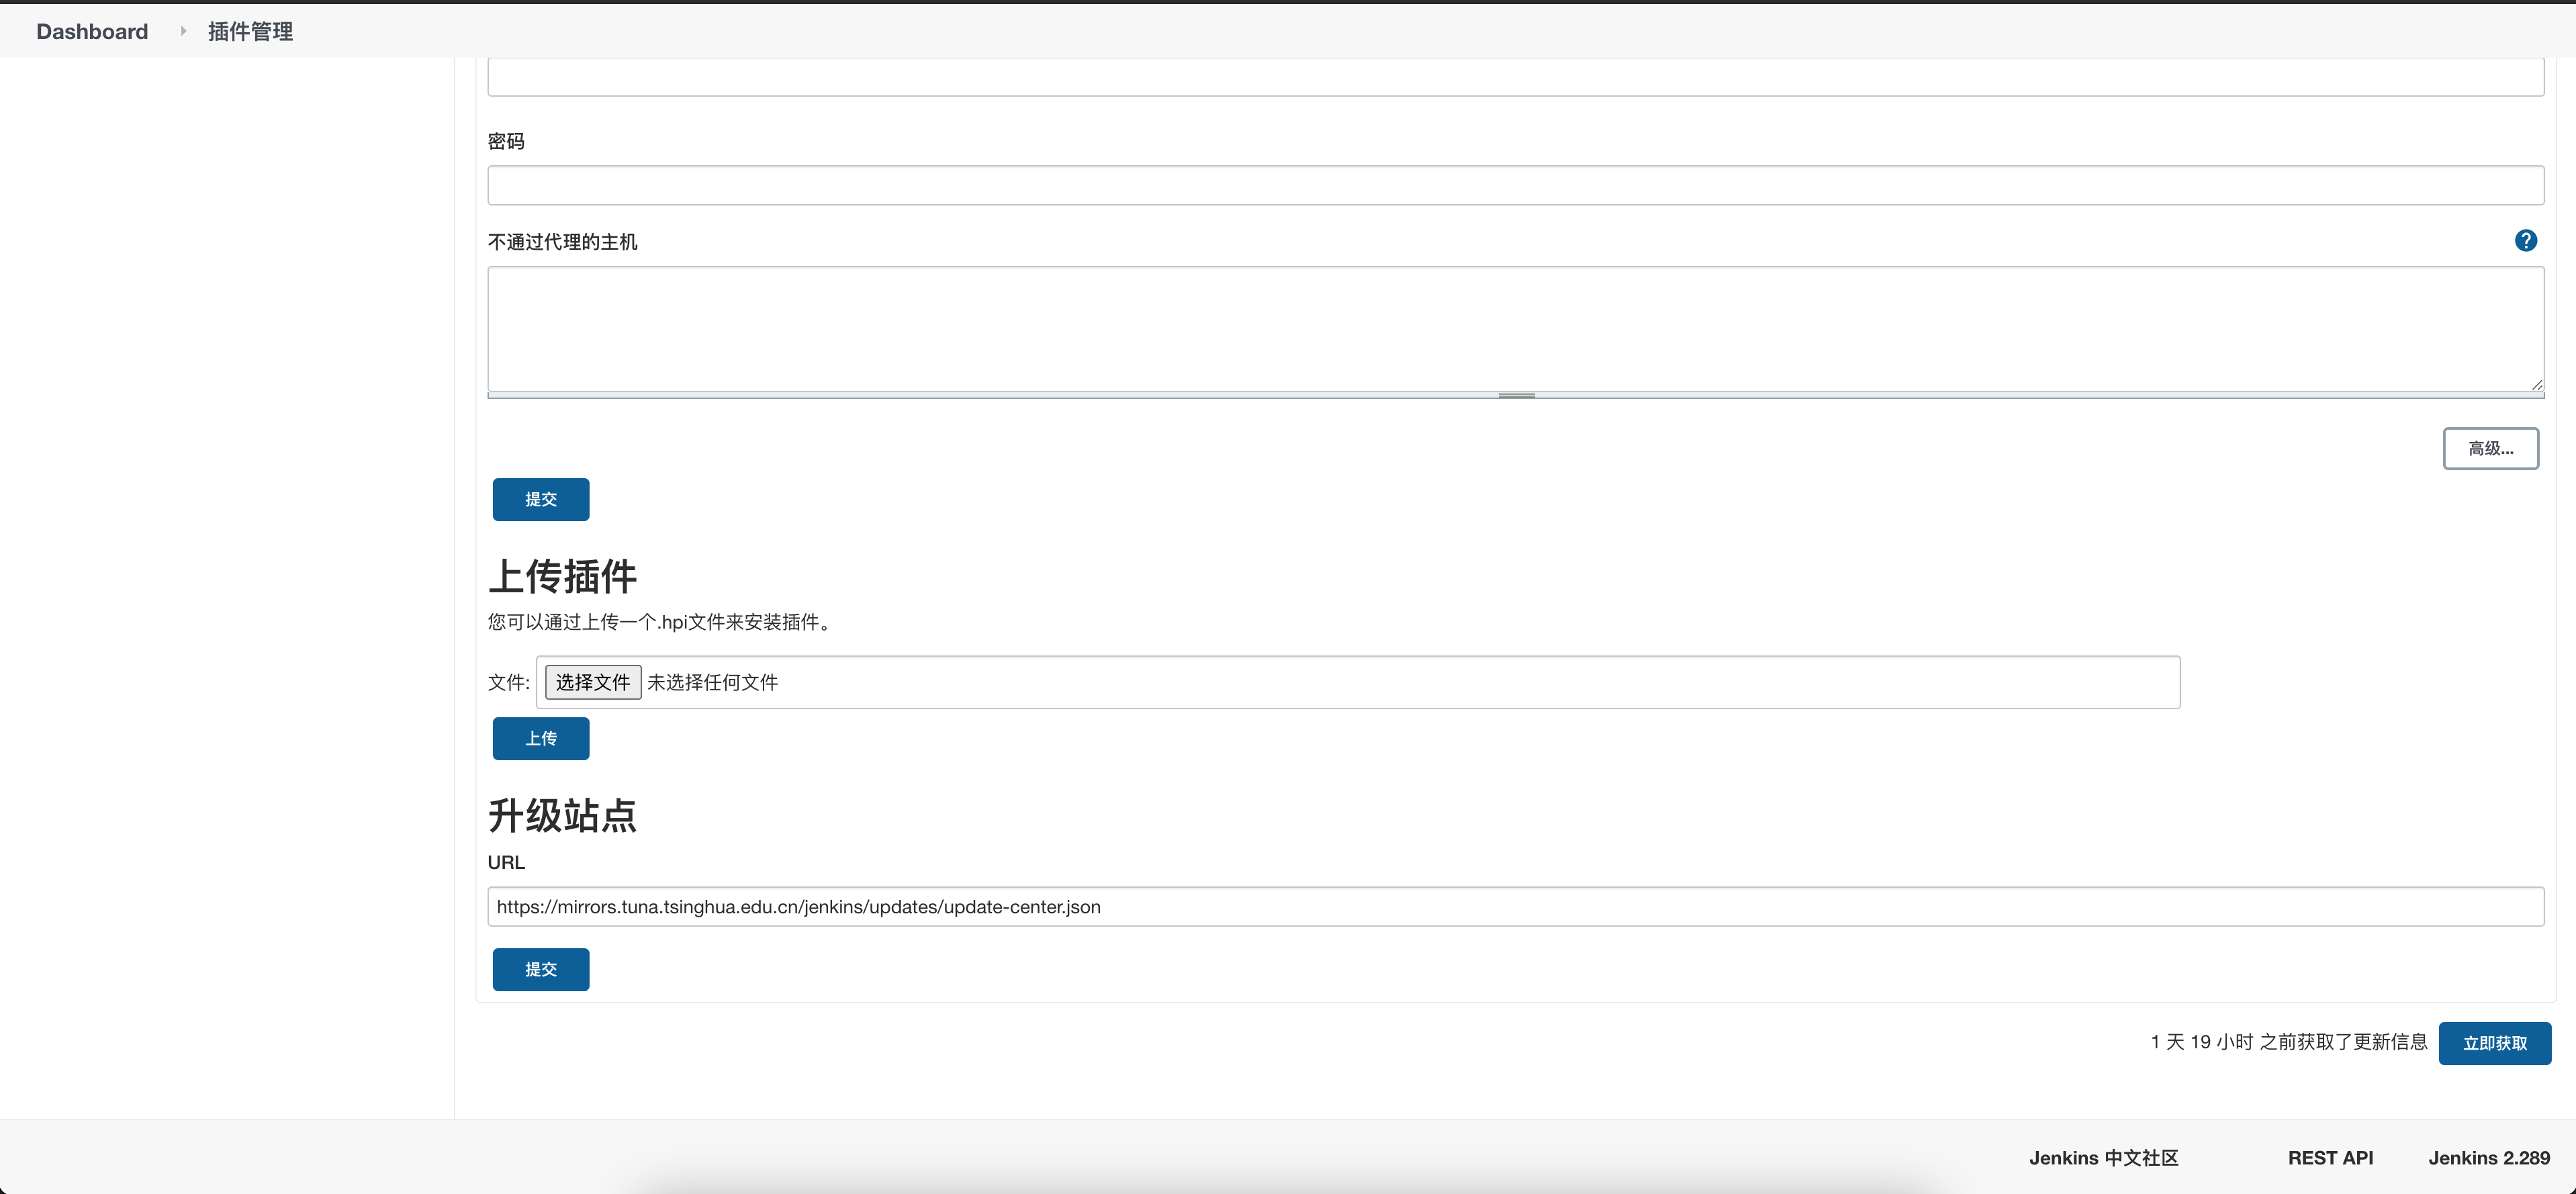 Dashboard
插件管理
密码
不通过代理的主机
高级...
提交
上传插件
您可以通过上传一个.hpi文件来安装插件。
文件: 选择文件 未选择任何文件
上传
升级站点
URL
https://mirrors.tuna.tsinghua.edu.cn/jenkins/updates/update-center.json
提交
1 天 19 小时 之前获取了更新信息 立即获取
Jenkins 中文社区 REST API Jenkins 2.289